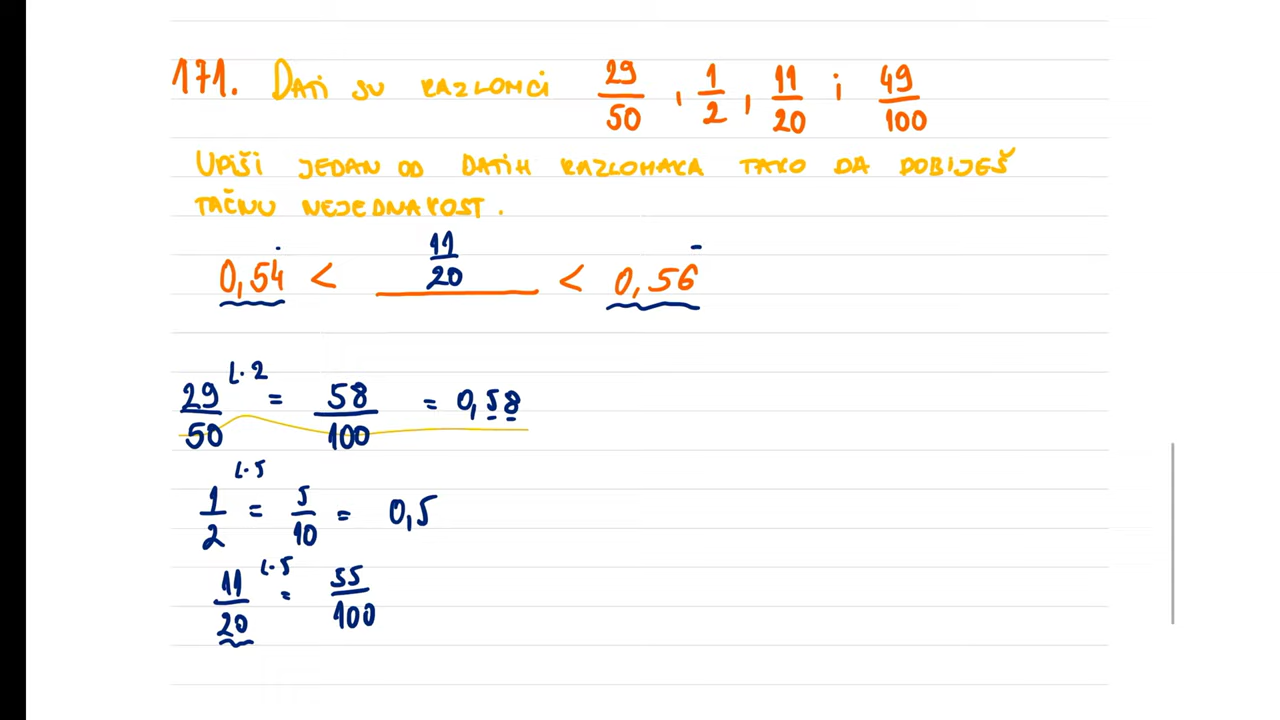 171. DATI SU RAZLOMCI 29/50, 1/2, 11/20 i 49/100
UPIŠI JEDAN OD DATIH RAZLOMAKA TAKO DA DOBIJEŠ
TAČNU NEJEDNAKOST.
0,54 < 11/20 < 0,56
29/50 (·2 = 58/100 = 0,58
1/2 (·5 = 5/10 = 0,5
11/20 (·5 = 55/100